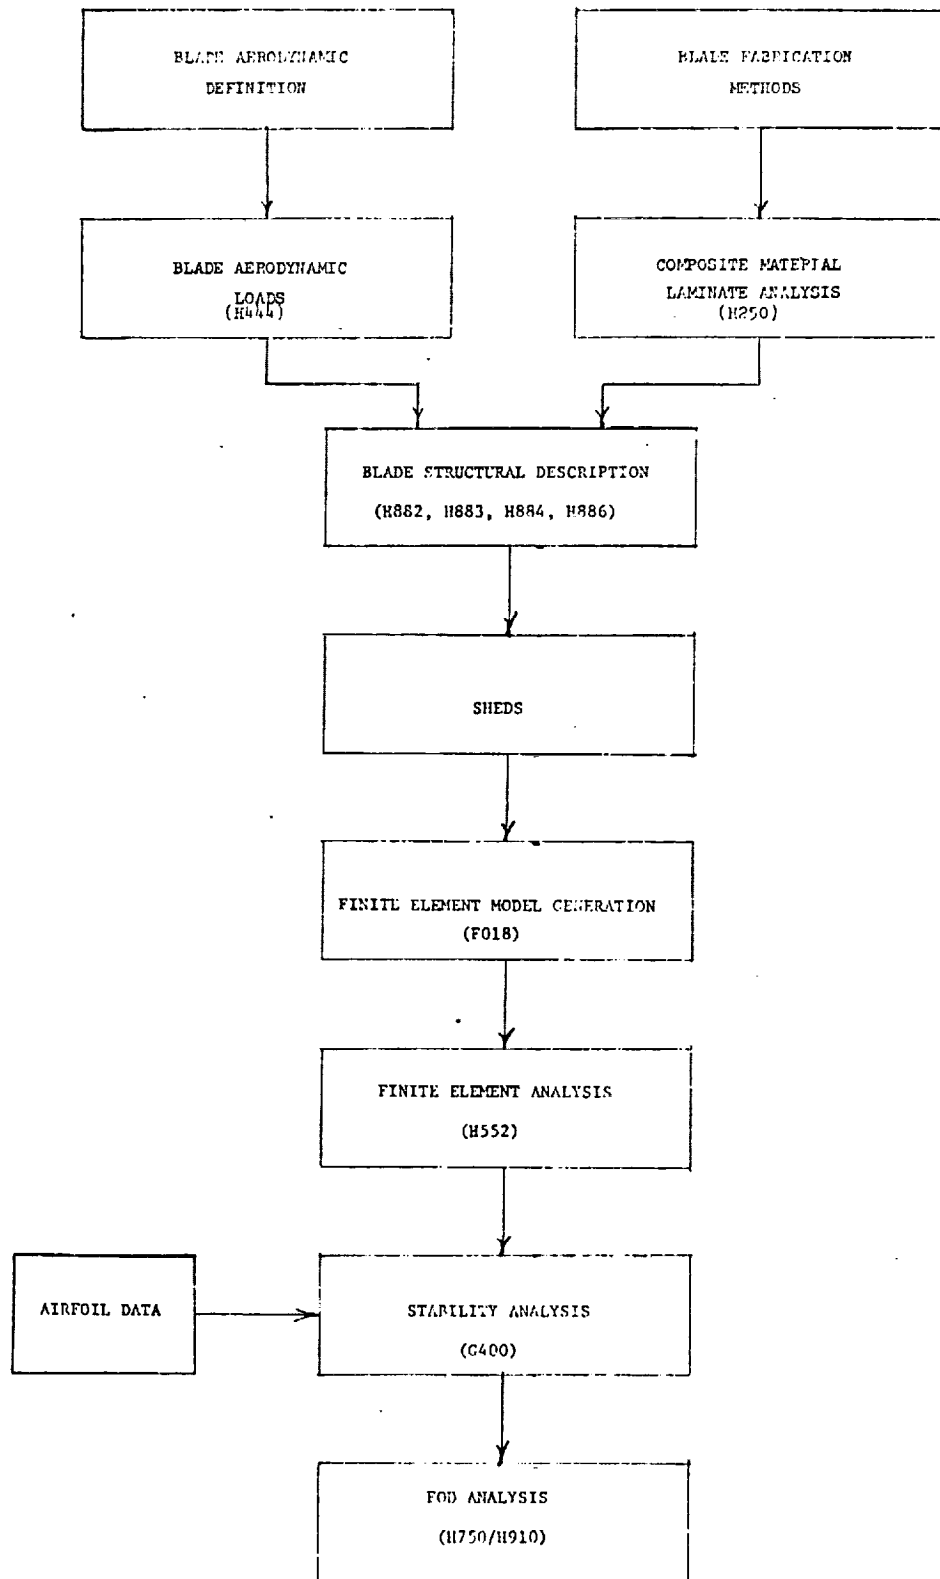 BLADE AERODYNAMIC
DEFINITION
BLADE FABRICATION
METHODS
BLADE AERODYNAMIC
LOADS
(H444)
COMPOSITE MATERIAL
LAMINATE ANALYSIS
(H250)
BLADE STRUCTURAL DESCRIPTION
(H882, H883, H884, H886)
SHEDS
FINITE ELEMENT MODEL GENERATION
(F018)
FINITE ELEMENT ANALYSIS
(H552)
AIRFOIL DATA
STABILITY ANALYSIS
(G400)
FOD ANALYSIS
(H750/H910)